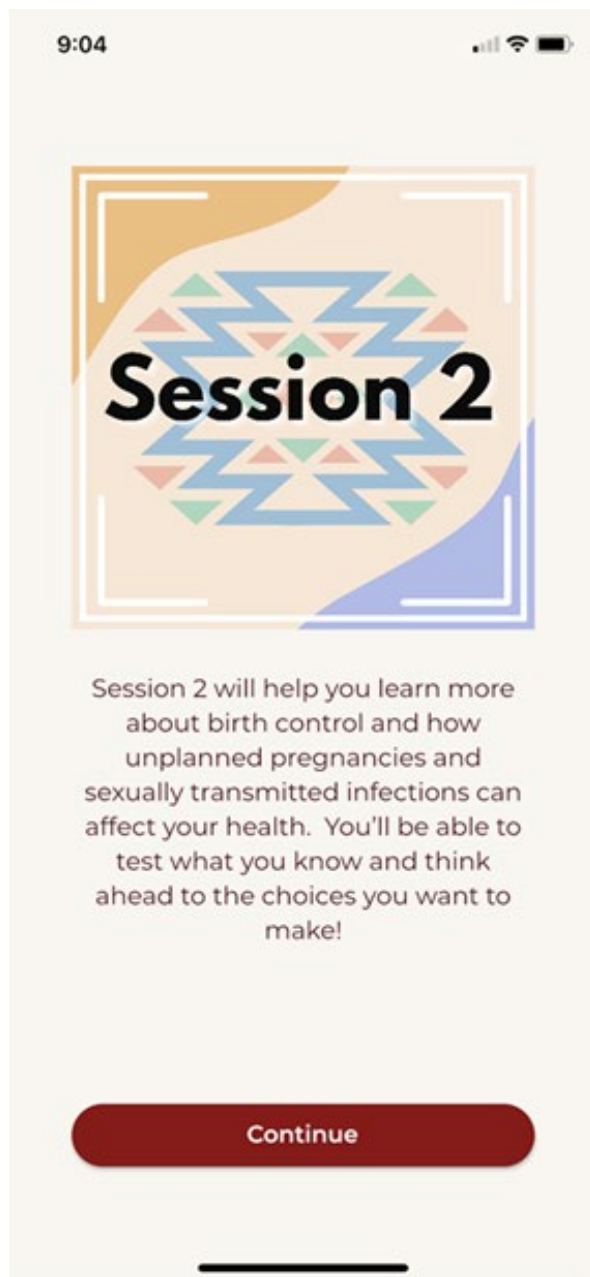 9:04
Session 2
Session 2 will help you learn more
about birth control and how
unplanned pregnancies and
sexually transmitted infections can
affect your health.  You'll be able to
test what you know and think
ahead to the choices you want to
make!
Continue